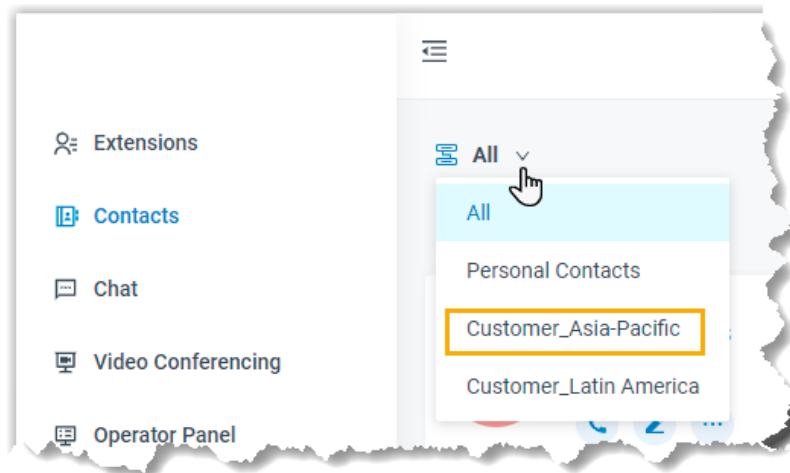 Extensions
Contacts
Chat
Video Conferencing
Operator Panel
All
All
Personal Contacts
Customer_Asia-Pacific
Customer_Latin America